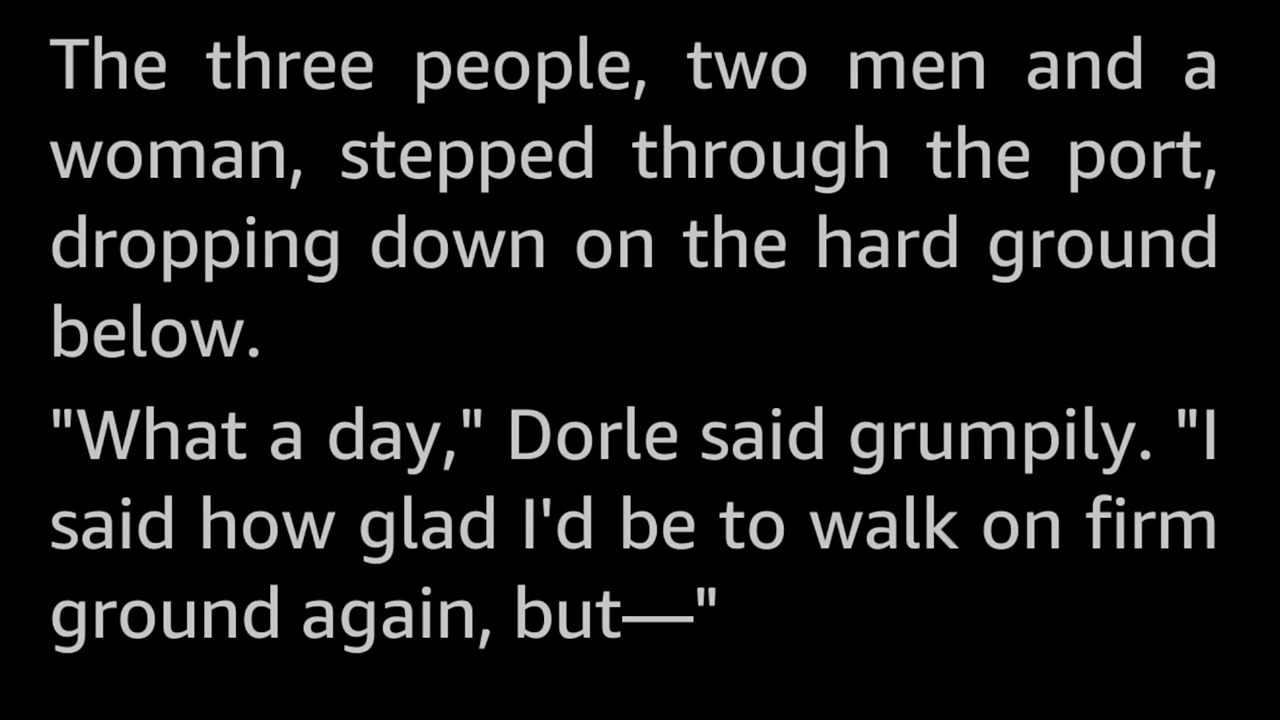 The three people, two men and a
woman, stepped through the port,
dropping down on the hard ground
below.
"What a day," Dorle said grumpily. "I
said how glad I'd be to walk on firm
ground again, but—"